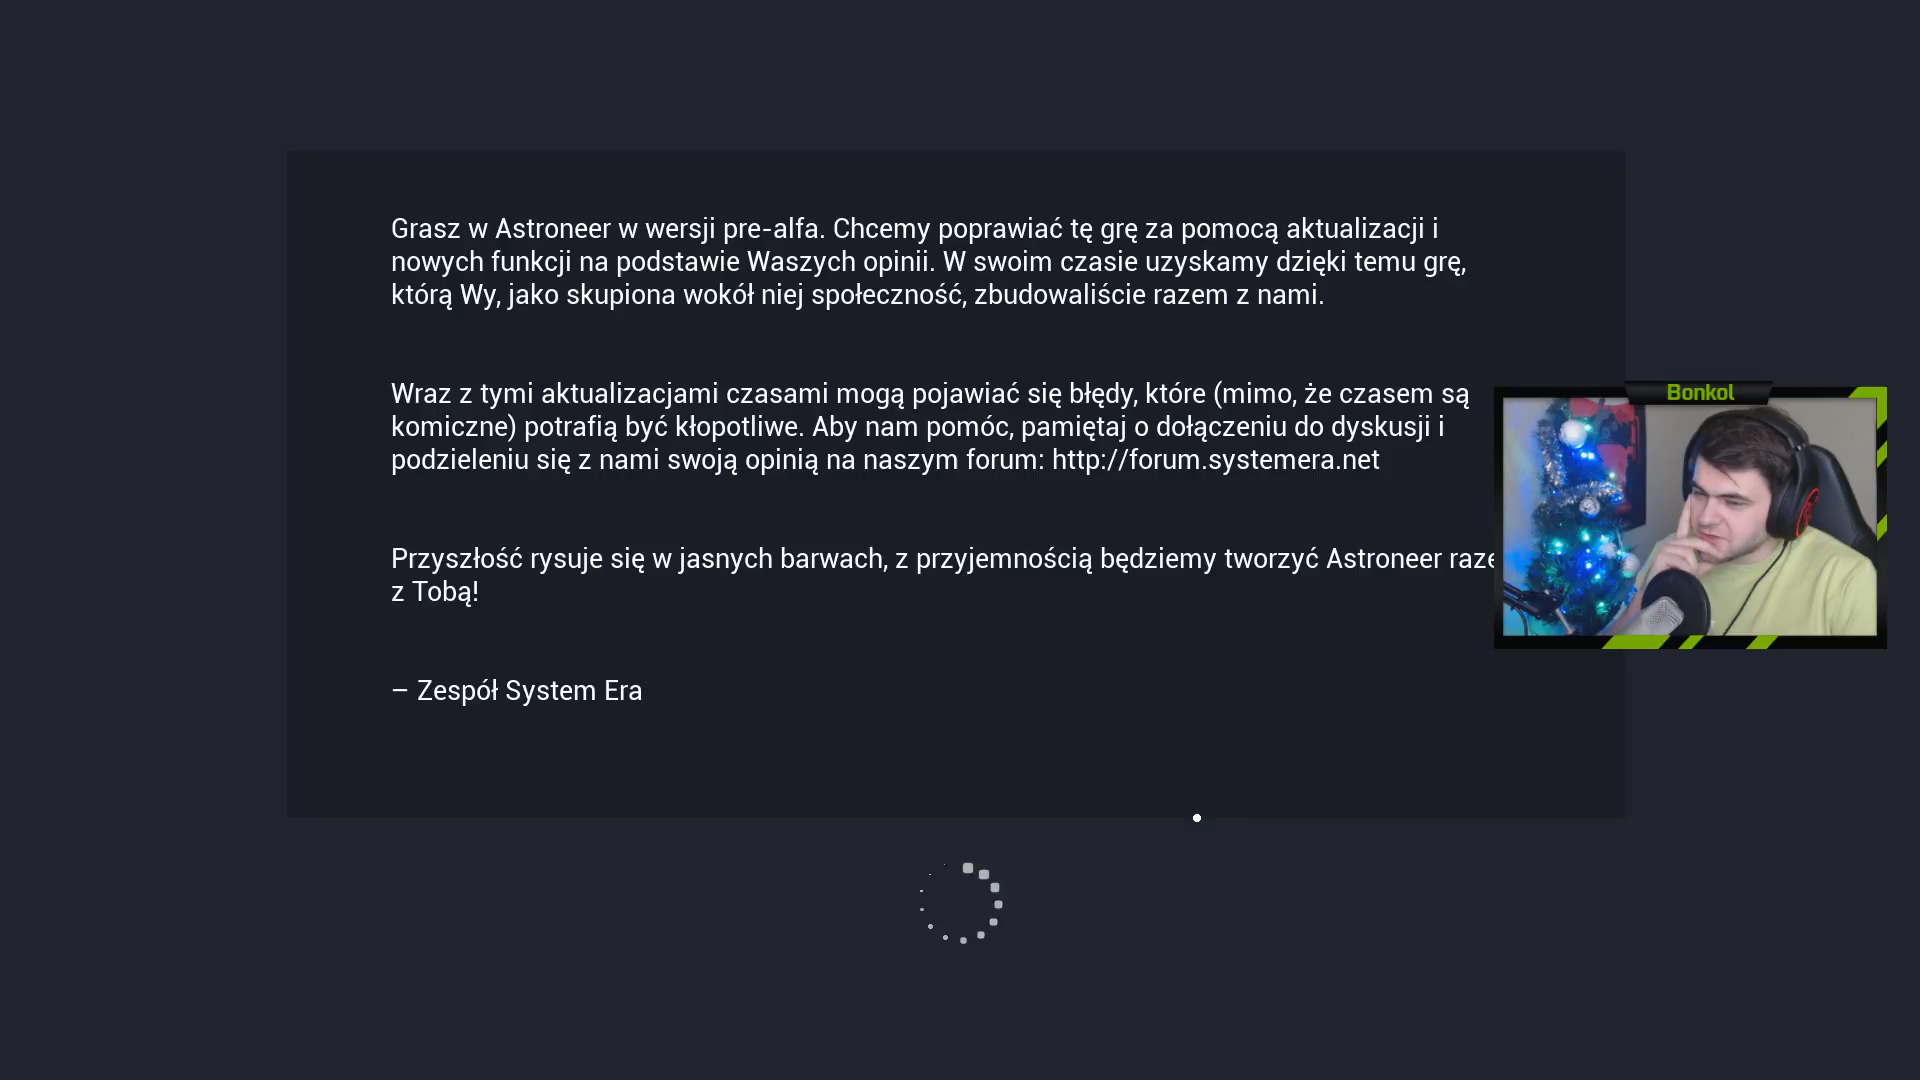 Grasz w Astroneer w wersji pre-alfa. Chcemy poprawiać tę grę za pomocą aktualizacji i
nowych funkcji na podstawie Waszych opinii. W swoim czasie uzyskamy dzięki temu grę,
którą Wy, jako skupiona wokół niej społeczność, zbudowaliście razem z nami.
Wraz z tymi aktualizacjami czasami mogą pojawiać się błędy, które (mimo, że czasem są
komiczne) potrafią być kłopotliwe. Aby nam pomóc, pamiętaj o dołączeniu do dyskusji i
podzieleniu się z nami swoją opinią na naszym forum: http://forum.systemera.net
Bonkol
Przyszłość rysuje się w jasnych barwach, z przyjemnością będziemy tworzyć Astroneer raze
z Tobą!
– Zespół System Era